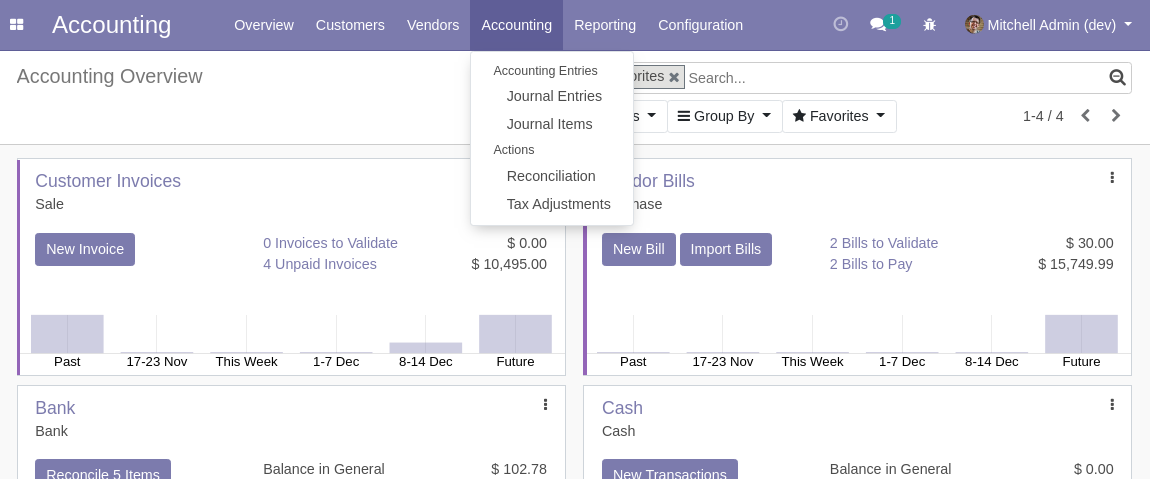 Accounting Overview Customers Vendors Accounting Reporting Configuration 1 Mitchell Admin (dev)
Accounting Overview
Search...
Group By Favorites 1-4 / 4
Accounting Entries
Journal Entries
Journal Items
Actions
Reconciliation
Tax Adjustments
Customer Invoices
Sale
New Invoice
0 Invoices to Validate $ 0.00
4 Unpaid Invoices $ 10,495.00
Past 17-23 Nov This Week 1-7 Dec 8-14 Dec Future
Bills
New Bill Import Bills
2 Bills to Validate $ 30.00
2 Bills to Pay $ 15,749.99
Past 17-23 Nov This Week 1-7 Dec 8-14 Dec Future
Bank
Bank
Reconcile 5 Items
Balance in General $ 102.78
Cash
Cash
New Transactions
Balance in General $ 0.00